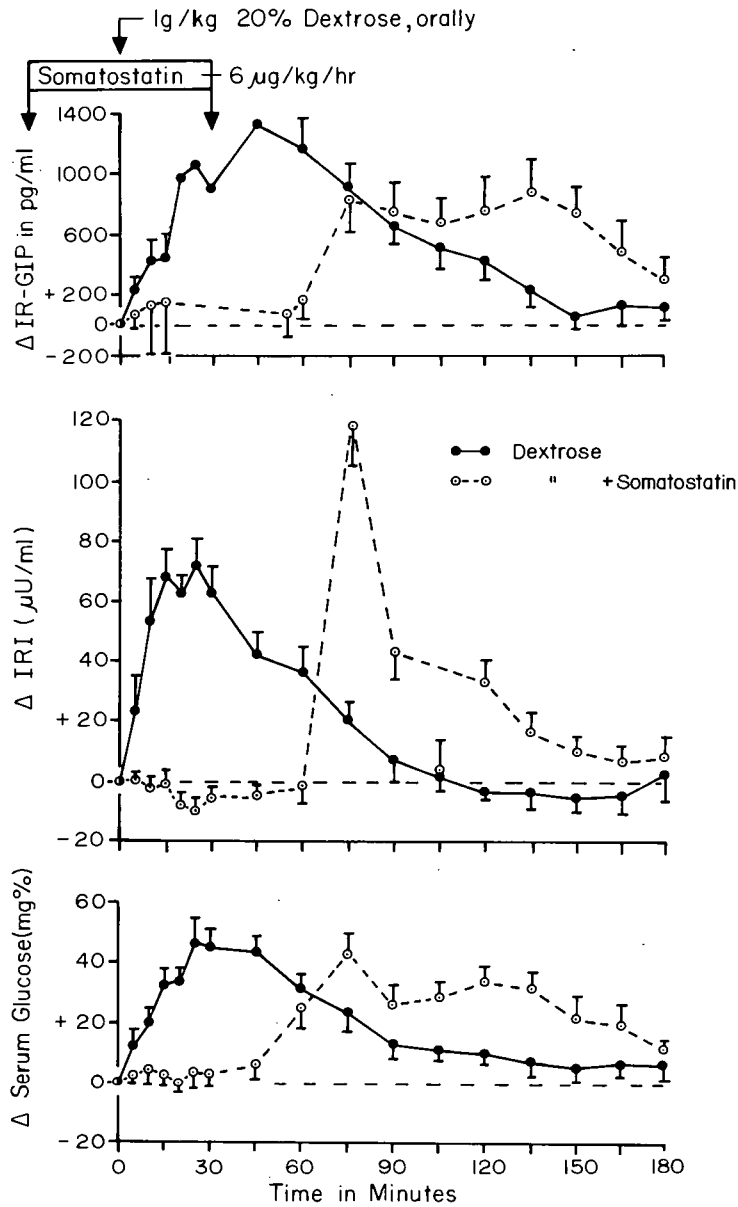 1g/kg 20% Dextrose, orally
Somatostatin 6 µg/kg/hr
Δ IR-GIP in pg/ml
1400
1000
600
+ 200
0
-200
Δ IRI (µU/ml)
120
100
80
60
40
+ 20
0
-20
Dextrose
" + Somatostatin
Δ Serum Glucose (mg%)
60
40
+ 20
0
-20
0 30 60 90 120 150 180
Time in Minutes